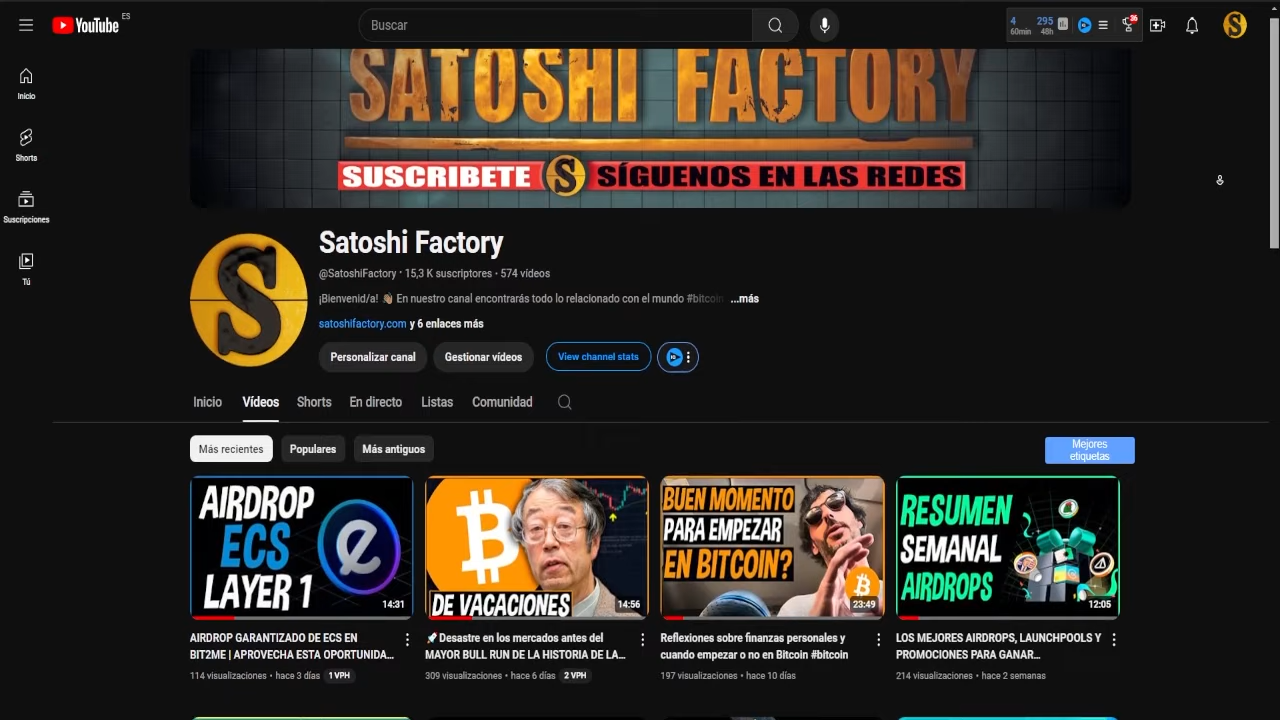 YouTube ES
Buscar
4
60min
295
48h
36
Inicio
Shorts
Suscripciones
Tú
SATOSHI FACTORY
SUSCRIBETE S SÍGUENOS EN LAS REDES
S
Satoshi Factory
@SatoshiFactory · 15,3 K suscriptores · 574 vídeos
¡Bienvenid/a! 👋🏽 En nuestro canal encontrarás todo lo relacionado con el mundo #bitcoin ...más
satoshifactory.com y 6 enlaces más
Personalizar canal
Gestionar vídeos
View channel stats
Inicio
Vídeos
Shorts
En directo
Listas
Comunidad
Más recientes
Populares
Más antiguos
Mejores
etiquetas
AIRDROP
ECS
LAYER 1
14:31
AIRDROP GARANTIZADO DE ECS EN
BIT2ME | APROVECHA ESTA OPORTUNIDA...
114 visualizaciones · hace 3 días 1 VPH
DE VACACIONES
14:56
🚀Desastre en los mercados antes del
MAYOR BULL RUN DE LA HISTORIA DE LA...
309 visualizaciones · hace 6 días 2 VPH
BUEN MOMENTO
PARA EMPEZAR
EN BITCOIN?
23:49
Reflexiones sobre finanzas personales y
cuando empezar o no en Bitcoin #bitcoin
197 visualizaciones · hace 10 días
RESUMEN
SEMANAL
AIRDROPS
12:05
LOS MEJORES AIRDROPS, LAUNCHPOOLS Y
PROMOCIONES PARA GANAR...
214 visualizaciones · hace 2 semanas